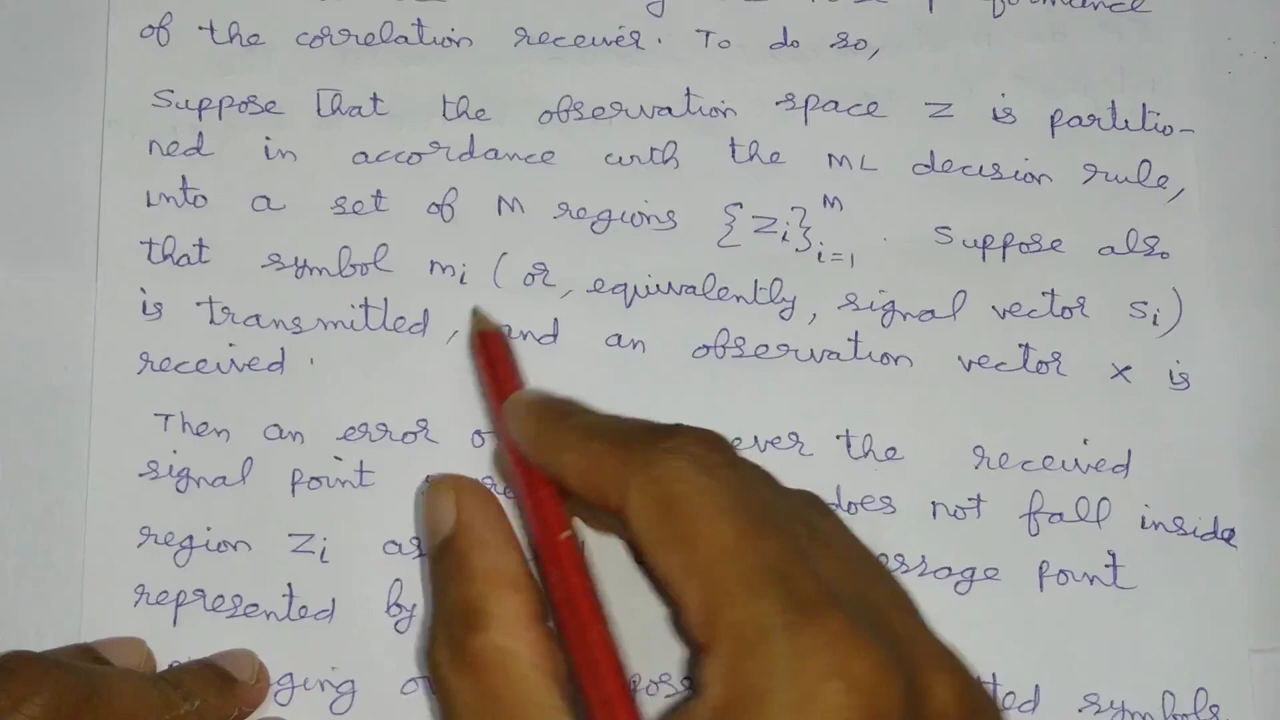 of the correlation receiver. To do so,
Suppose that the observation space Z is partitio-
ned in accordance with the ML decision rule,
into a set of M regions {Zi}ᴹᵢ₌₁. Suppose also
that symbol mi (or, equivalently, signal vector si)
is transmitted, and an observation vector x is
received.
Then an error ever the received
signal point does not fall inside
region Zi as message point
represented by
symbols.